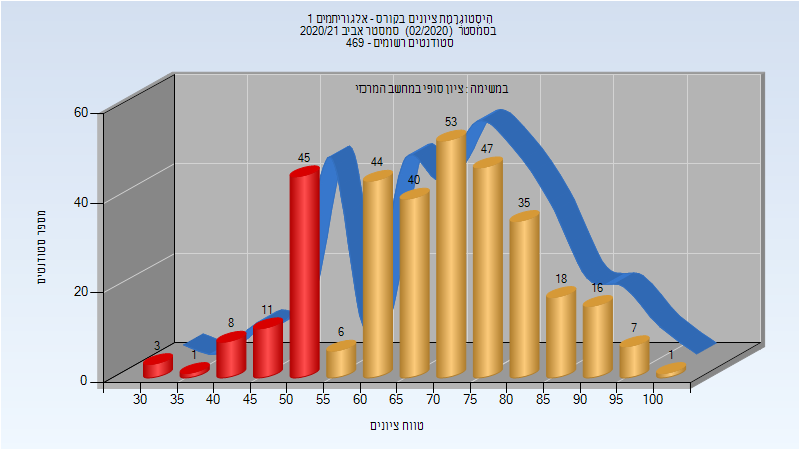 היסטוגרמת ציונים בקורס - אלגוריתמים 1
בסמסטר (02/2020) סמסטר אביב 2020/21
סטודנטים רשומים - 469
במשימה : ציון סופי במחשב המרכזי
מספר סטודנטים
60
40
20
0
3
1
8
11
45
6
44
40
53
47
35
18
16
7
1
30 35 40 45 50 55 60 65 70 75 80 85 90 95 100
טווח ציונים